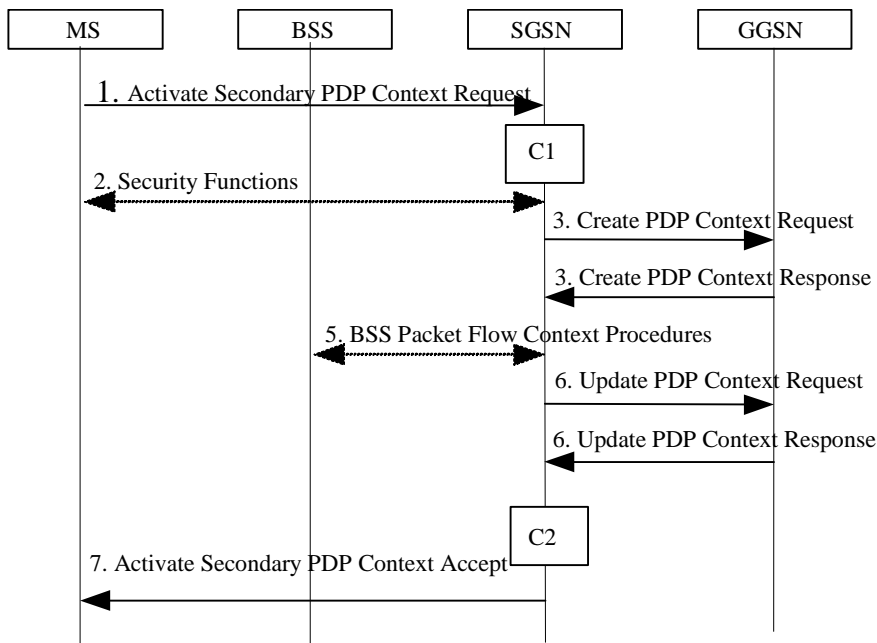 MS
BSS
SGSN
GGSN
1. Activate Secondary PDP Context Request
C1
2. Security Functions
3. Create PDP Context Request
3. Create PDP Context Response
5. BSS Packet Flow Context Procedures
6. Update PDP Context Request
6. Update PDP Context Response
C2
7. Activate Secondary PDP Context Accept